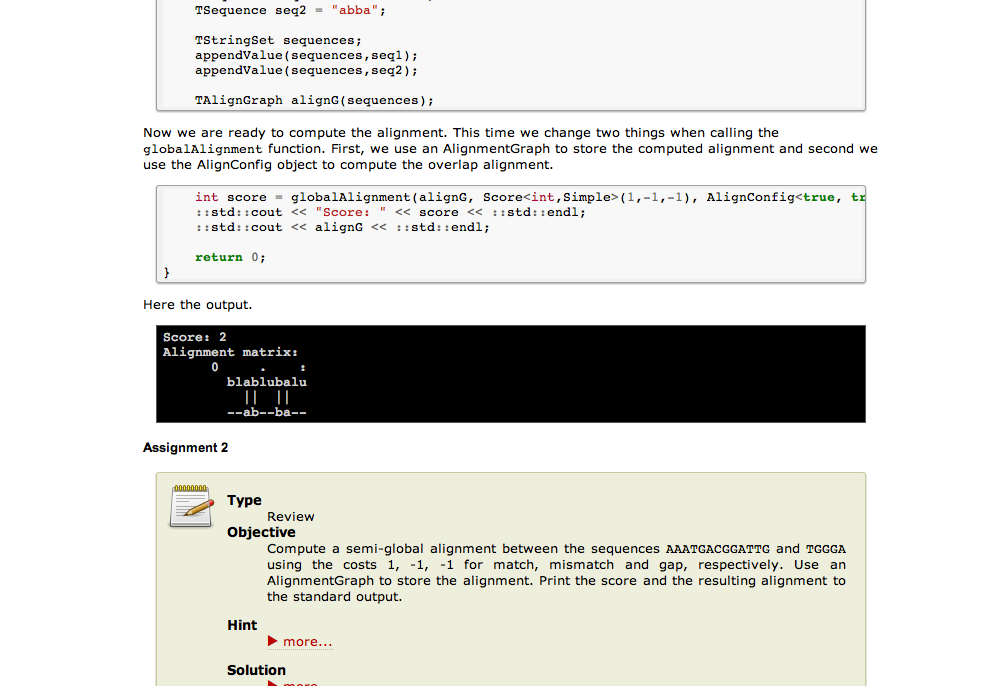 TSequence seq2 = "abba";
TStringSet sequences;
appendValue(sequences,seq1);
appendValue(sequences,seq2);
TAlignGraph alignG(sequences);
Now we are ready to compute the alignment. This time we change two things when calling the
globalAlignment function. First, we use an AlignmentGraph to store the computed alignment and second we
use the AlignConfig object to compute the overlap alignment.
int score = globalAlignment(alignG, Score<int,Simple>(1,-1,-1), AlignConfig<true, tr
::std::cout << "Score: " << score << ::std::endl;
::std::cout << alignG << ::std::endl;
return 0;
}
Here the output.
Score: 2
Alignment matrix:
0     .    :
blablubalu
||  ||
--ab--ba--
Assignment 2
Type
Review
Objective
Compute a semi-global alignment between the sequences AAATGACGGATTG and TGGGA
using the costs 1, -1, -1 for match, mismatch and gap, respectively. Use an
AlignmentGraph to store the alignment. Print the score and the resulting alignment to
the standard output.
Hint
▶ more...
Solution
▶ more